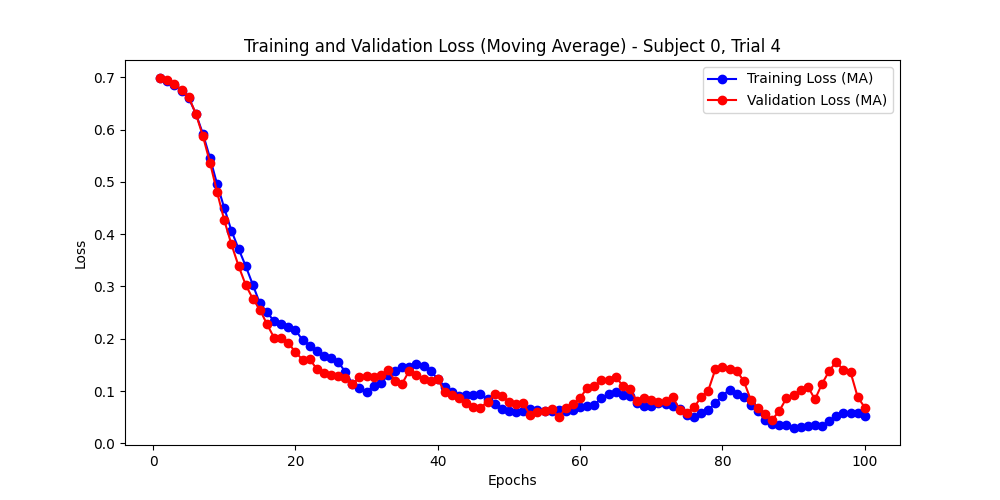 Training and Validation Loss (Moving Average) - Subject 0, Trial 4
Training Loss (MA)
Validation Loss (MA)
Loss
0.7
0.6
0.5
0.4
0.3
0.2
0.1
0.0
0 20 40 60 80 100
Epochs